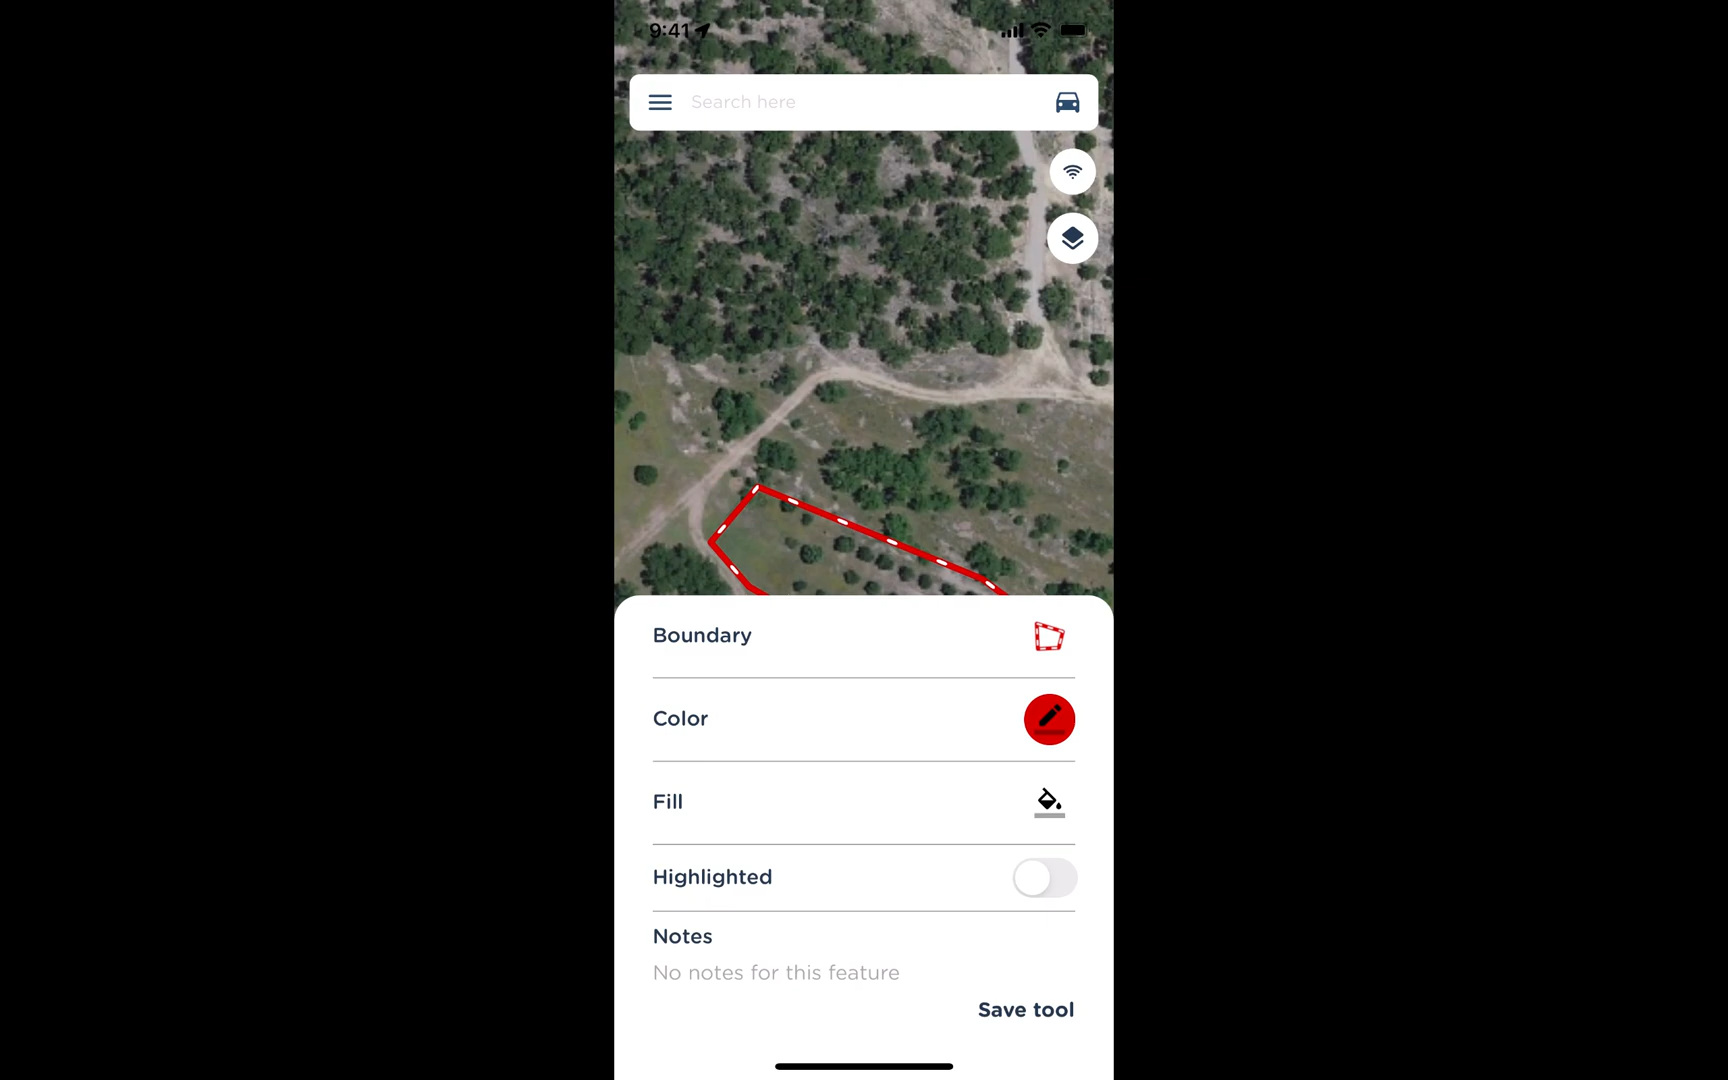 9:41
Search here
Boundary
Color
Fill
Highlighted
Notes
No notes for this feature
Save tool